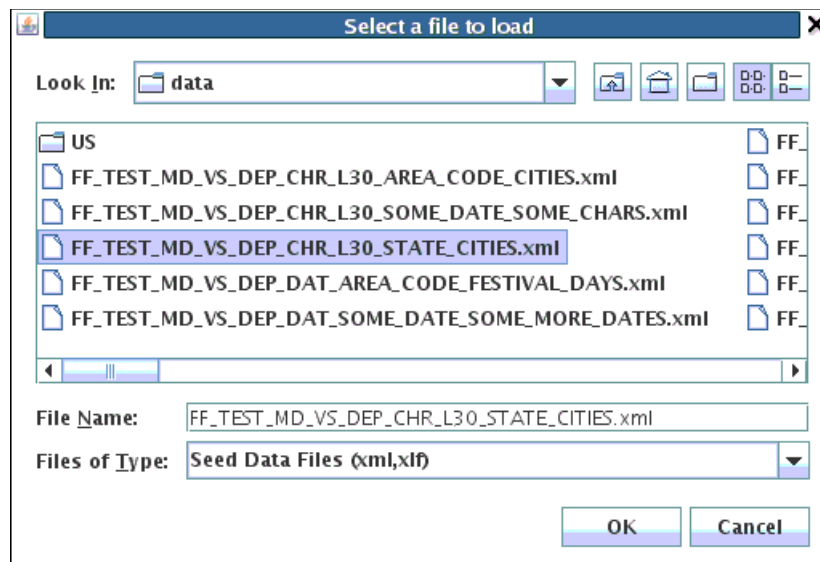 Select a file to load
Look In: data
US
FF_TEST_MD_VS_DEP_CHR_L30_AREA_CODE_CITIES.xml
FF_TEST_MD_VS_DEP_CHR_L30_SOME_DATE_SOME_CHARS.xml
FF_TEST_MD_VS_DEP_CHR_L30_STATE_CITIES.xml
FF_TEST_MD_VS_DEP_DAT_AREA_CODE_FESTIVAL_DAYS.xml
FF_TEST_MD_VS_DEP_DAT_SOME_DATE_SOME_MORE_DATES.xml
FF_
FF_
FF_
FF_
FF_
FF_
File Name: FF_TEST_MD_VS_DEP_CHR_L30_STATE_CITIES.xml
Files of Type: Seed Data Files (xml,xlf)
OK Cancel